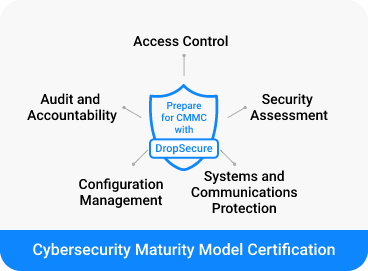 Access Control
Audit and
Accountability
Prepare
for CMMC
with
DropSecure
Security
Assessment
Configuration
Management
Systems and
Communications
Protection
Cybersecurity Maturity Model Certification